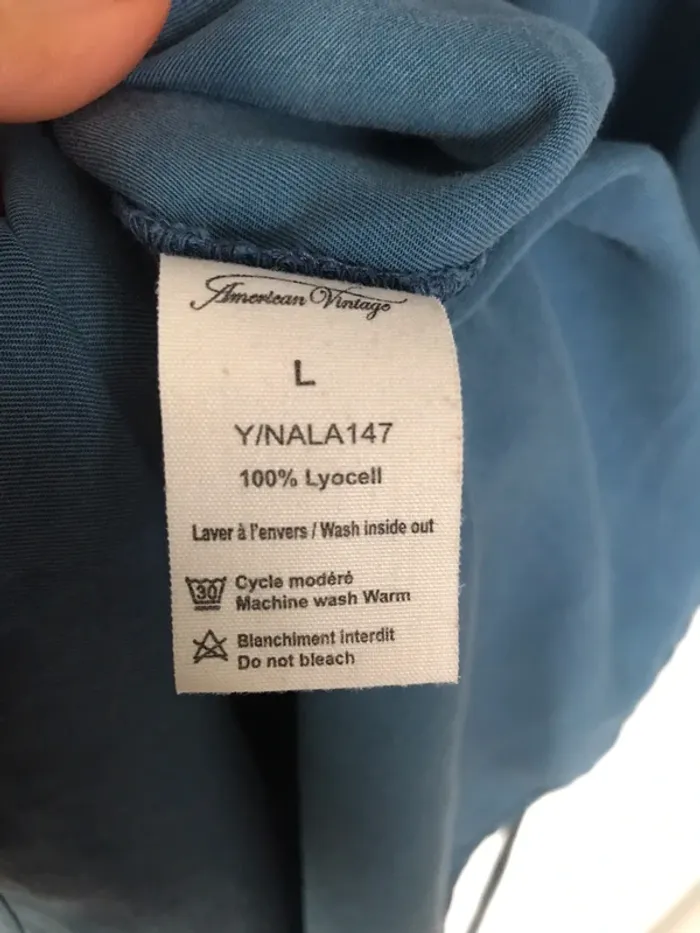 American Vintage
L
Y/NALA147
100% Lyocell
Laver à l'envers / Wash inside out
30 Cycle modéré
Machine wash Warm
Blanchiment interdit
Do not bleach